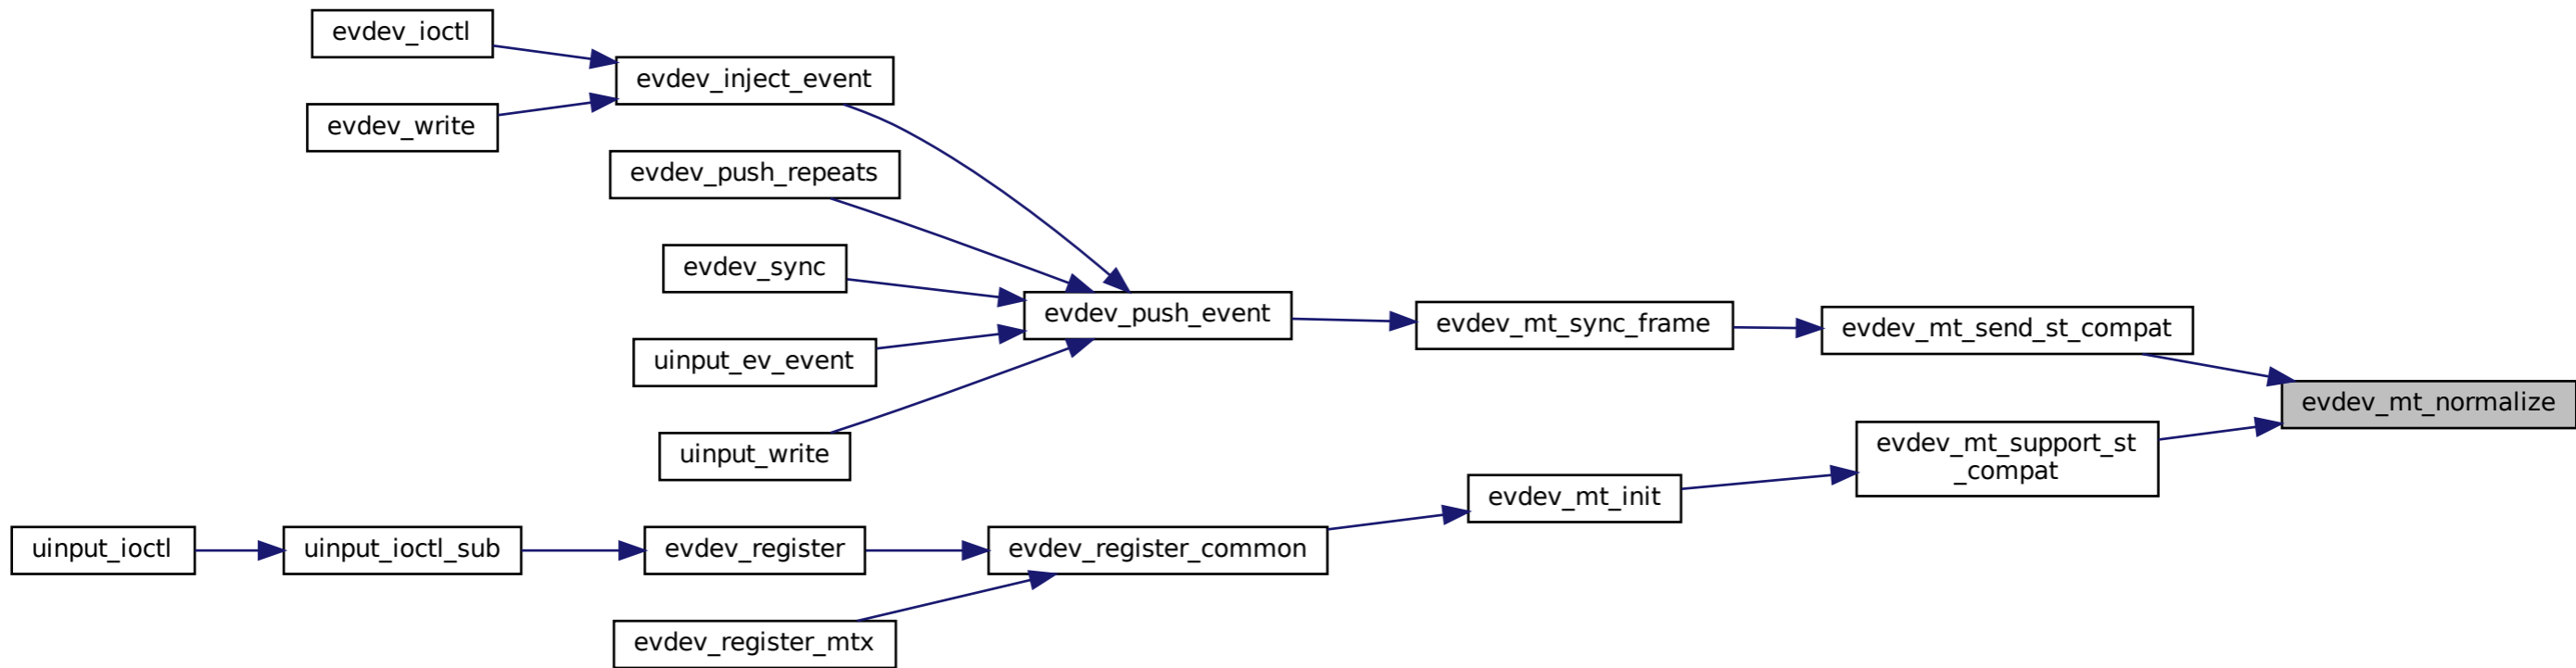 evdev_ioctl
evdev_inject_event
evdev_write
evdev_push_repeats
evdev_sync
evdev_push_event
evdev_mt_sync_frame
evdev_mt_send_st_compat
uinput_ev_event
evdev_mt_normalize
uinput_write
evdev_mt_support_st
_compat
evdev_mt_init
uinput_ioctl
uinput_ioctl_sub
evdev_register
evdev_register_common
evdev_register_mtx